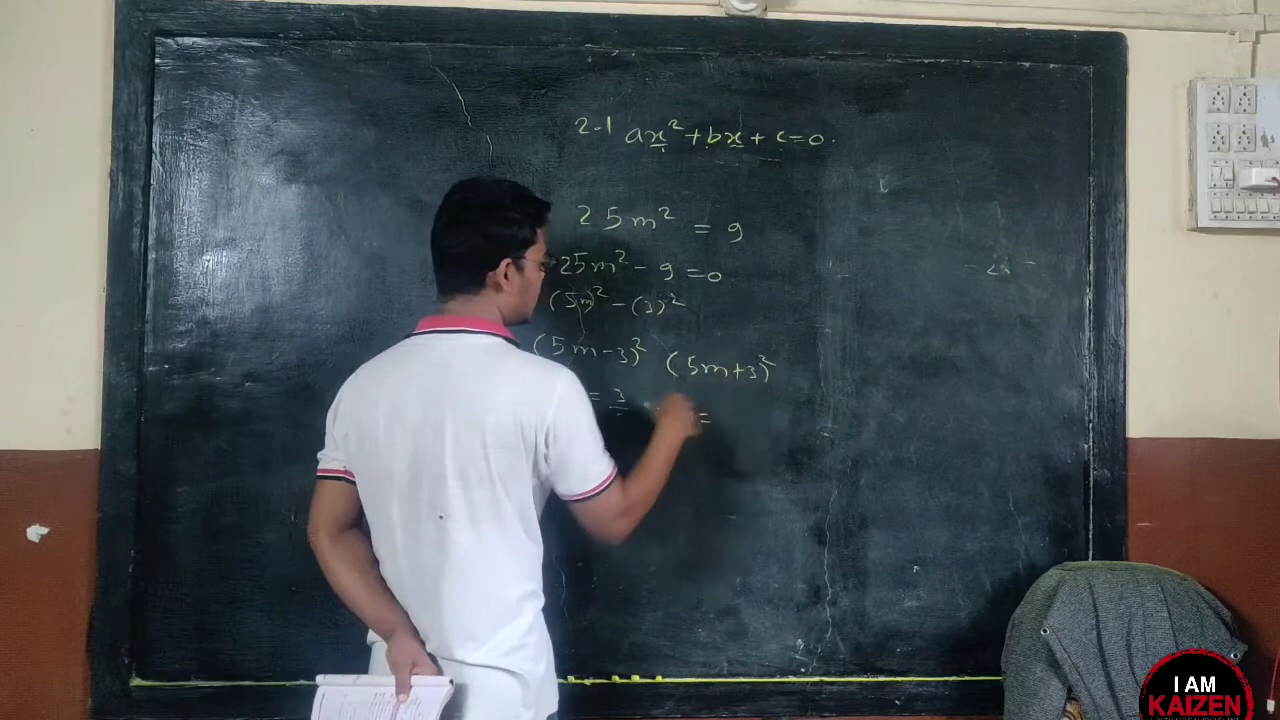 2.1 ax² + bx + c = 0.
25m² = 9
25m² - 9 = 0
(5m)² - (3)²
(5m - 3)² (5m + 3)²
= 3 =
I AM
KAIZEN